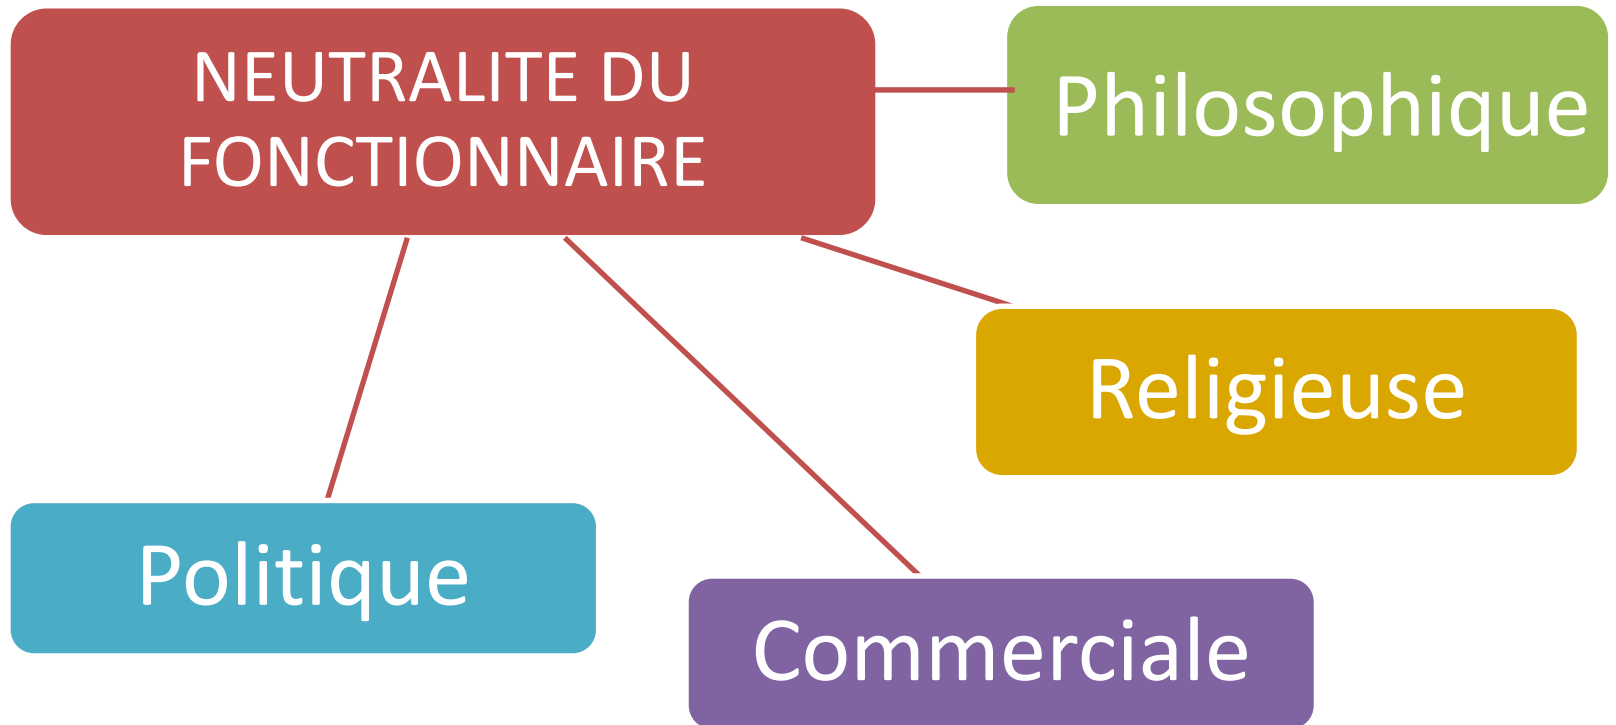 NEUTRALITE DU
FONCTIONNAIRE
Philosophique
Religieuse
Politique
Commerciale